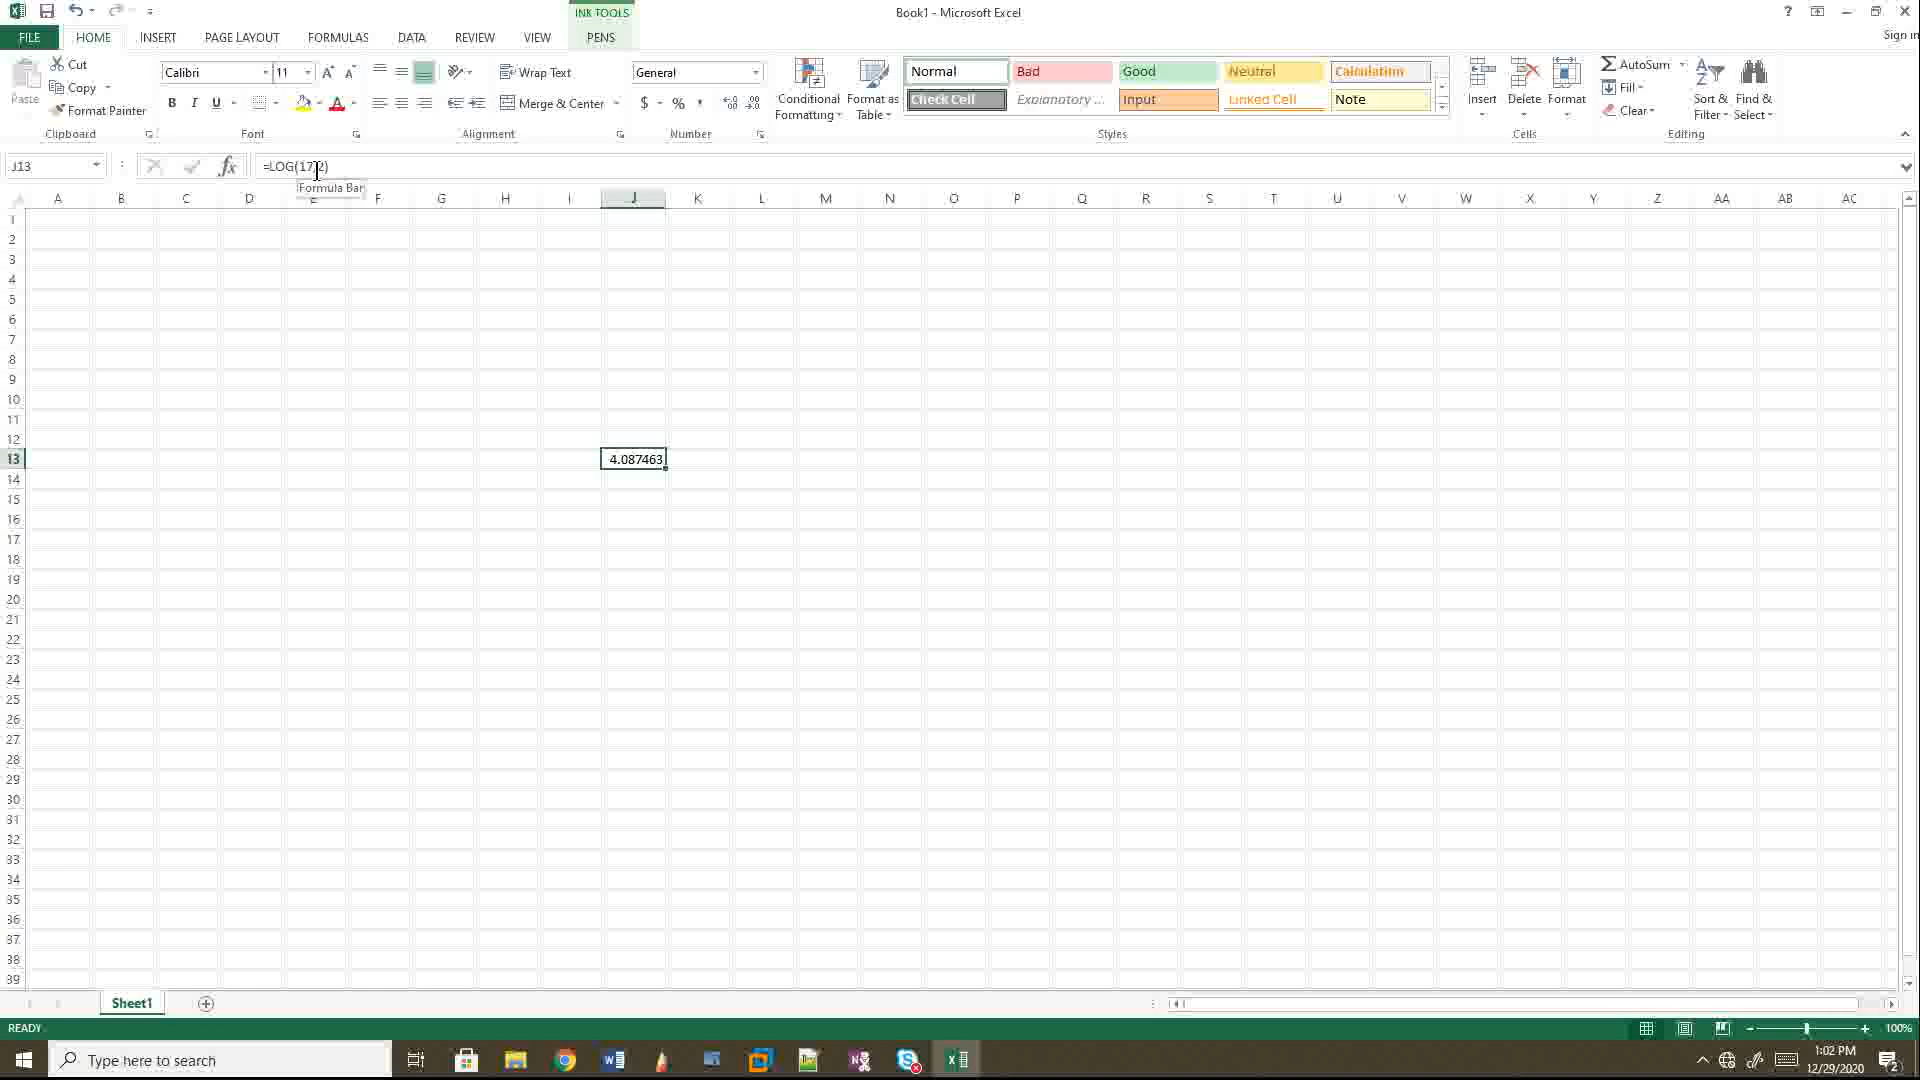 INK TOOLS
Book1 - Microsoft Excel
FILE HOME INSERT PAGE LAYOUT FORMULAS DATA REVIEW VIEW PENS
Sign in
Paste
Cut
Copy
Format Painter
Clipboard
Calibri 11
B I U
Font
Wrap Text
Merge & Center
Alignment
General
$ % ,
Number
Conditional Formatting
Format as Table
Normal Bad Good Neutral Calculation
Check Cell Explanatory ... Input Linked Cell Note
Styles
Insert Delete Format
Cells
AutoSum
Fill
Clear
Sort & Filter
Find & Select
Editing
J13
fx
=LOG(17,2)
Formula Bar
A B C D E F G H I J K L M N O P Q R S T U V W X Y Z AA AB AC
1
2
3
4
5
6
7
8
9
10
11
12
13 4.087463
14
15
16
17
18
19
20
21
22
23
24
25
26
27
28
29
30
31
32
33
34
35
36
37
38
39
Sheet1
READY
100%
Type here to search
1:02 PM
12/29/2020
2